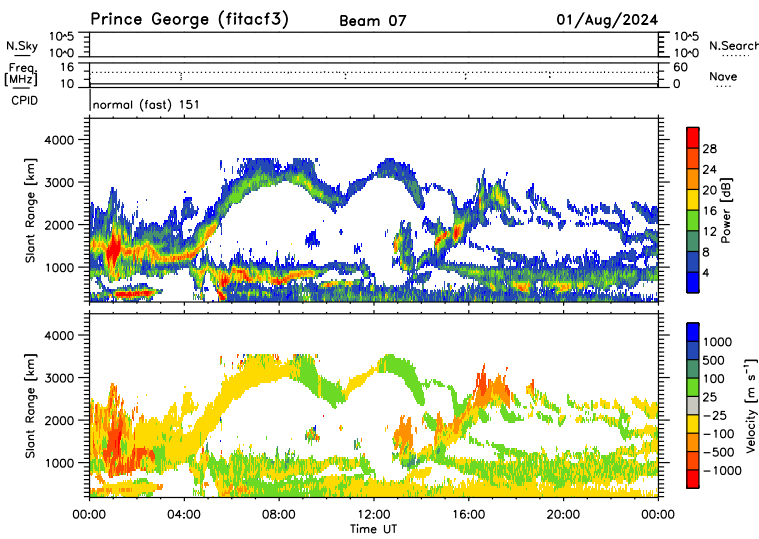 Prince George (fitacf3) Beam 07 01/Aug/2024
N.Sky 10^5 10^0 10^5 10^0 N.Search
Freq. [MHz] 16 10 60 0 Nave
CPID normal (fast) 151
Slant Range [km] 4000 3000 2000 1000
28 24 20 16 12 8 4 Power [dB]
Slant Range [km] 4000 3000 2000 1000
1000 500 100 25 −25 −100 −500 −1000 Velocity [m s⁻¹]
00:00 04:00 08:00 12:00 16:00 20:00 00:00
Time UT